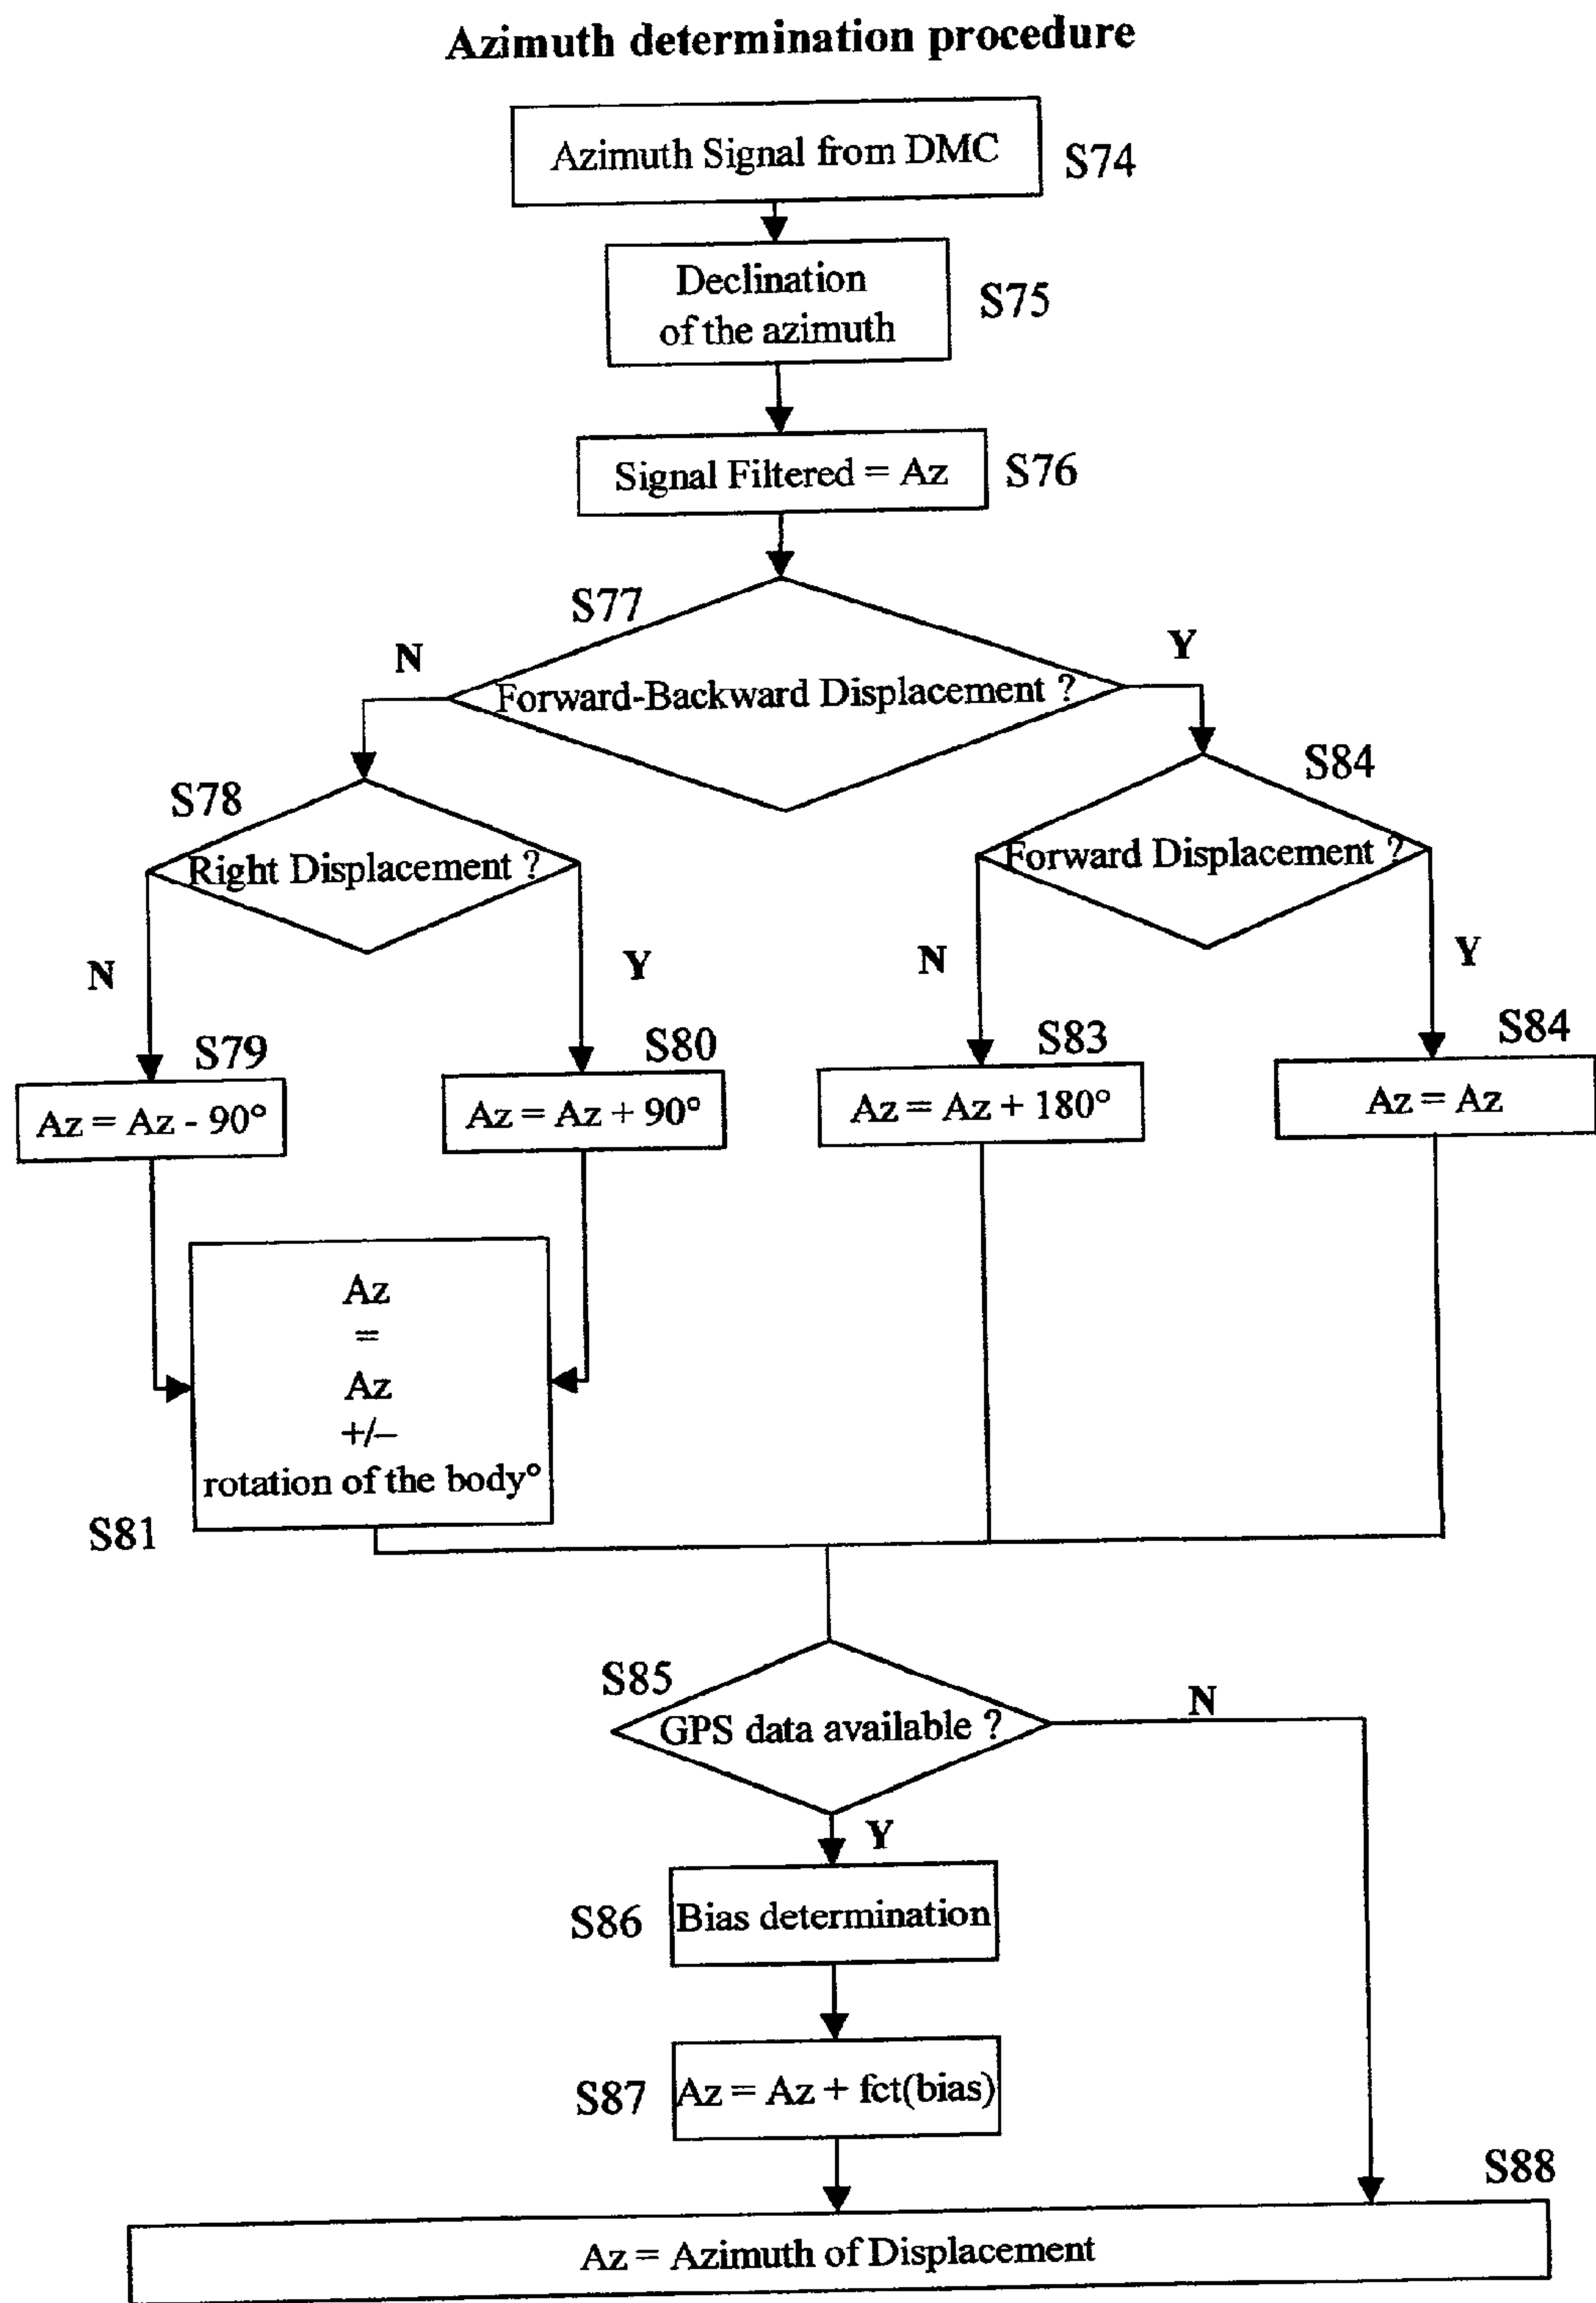 Azimuth determination procedure
Azimuth Signal from DMC
S74
Declination
of the azimuth
S75
Signal Filtered = Az
S76
S77
N
Y
Forward-Backward Displacement ?
S78
Right Displacement ?
N
Y
S84
Forward Displacement ?
N
Y
S79
Az = Az - 90°
S80
Az = Az + 90°
S83
Az = Az + 180°
S84
Az = Az
Az
=
Az
+/–
rotation of the body°
S81
S85
GPS data available ?
N
Y
S86
Bias determination
S87
Az = Az + fct(bias)
S88
Az = Azimuth of Displacement